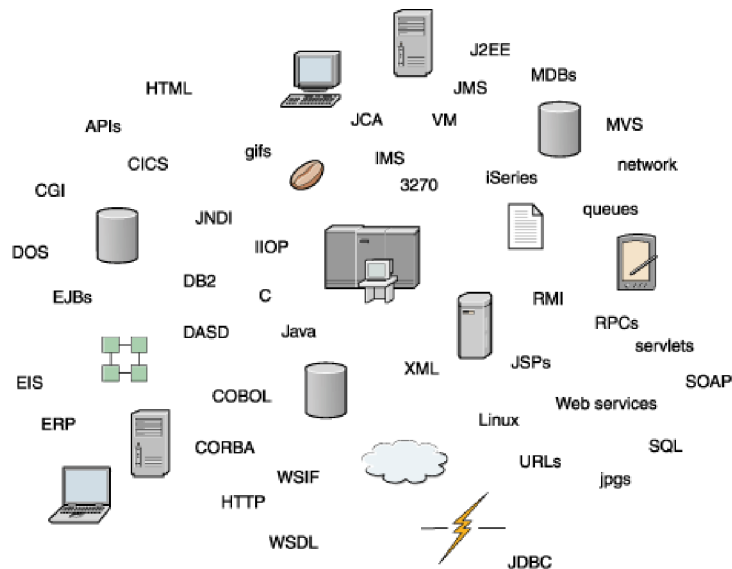 J2EE
HTML
JMS
MDBs
APIs
JCA
VM
MVS
CICS
gifs
IMS
network
CGI
3270
iSeries
JNDI
queues
DOS
IIOP
EJBs
DB2
C
RMI
DASD
Java
RPCs
servlets
EIS
XML
JSPs
SOAP
COBOL
Web services
ERP
Linux
CORBA
SQL
WSIF
URLs
jpgs
HTTP
WSDL
JDBC